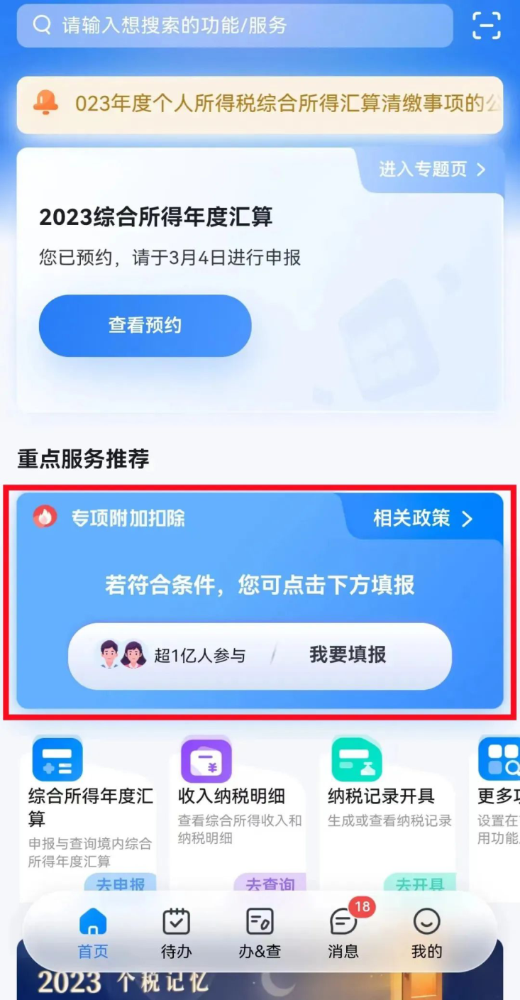 请输入想搜索的功能/服务
023年度个人所得税综合所得汇算清缴事项的公
进入专题页
2023综合所得年度汇算
您已预约，请于3月4日进行申报
查看预约
重点服务推荐
专项附加扣除
相关政策
若符合条件，您可点击下方填报
超1亿人参与
我要填报
综合所得年度汇
算
申报与查询境内综合
所得年度汇算
去申报
收入纳税明细
查看综合所得收入和
纳税明细
去查询
纳税记录开具
生成或查看纳税记录
去开具
更多
设置在
用功能
首页
待办
办&查
18
消息
我的
2023 个税记忆